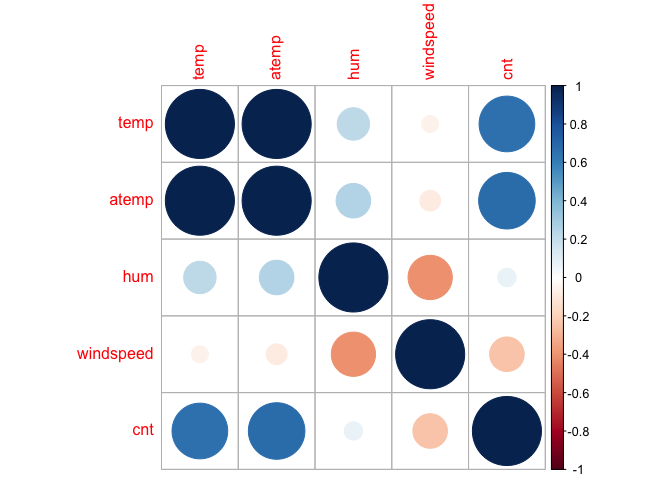 temp
atemp
hum
windspeed
cnt
temp
atemp
hum
windspeed
cnt
1
0.8
0.6
0.4
0.2
0
-0.2
-0.4
-0.6
-0.8
-1